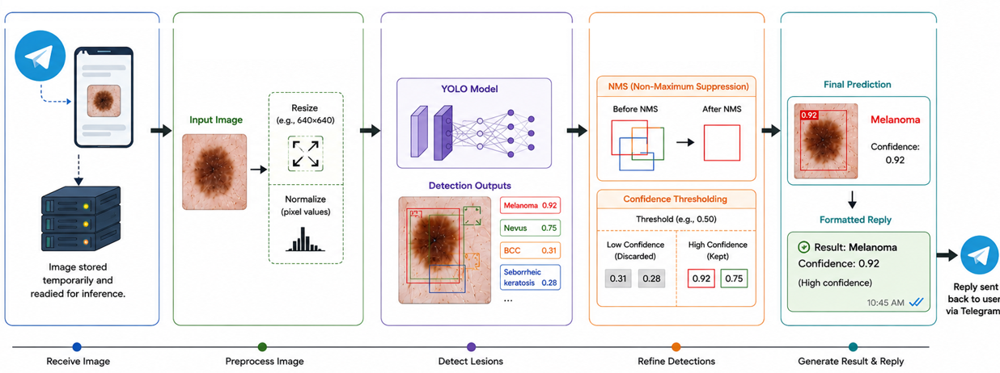 Image stored
temporarily and
readied for inference.
Receive Image
Input Image
Resize
(e.g., 640×640)
Normalize
(pixel values)
Preprocess Image
YOLO Model
Detection Outputs
Melanoma 0.92
Nevus 0.75
BCC 0.31
Seborrheic
keratosis 0.28
...
Detect Lesions
NMS (Non-Maximum Suppression)
Before NMS
After NMS
Confidence Thresholding
Threshold (e.g., 0.50)
Low Confidence
(Discarded)
0.31 0.28
High Confidence
(Kept)
0.92 0.75
Refine Detections
Final Prediction
0.92
Melanoma
Confidence:
0.92
Formatted Reply
Result: Melanoma
Confidence: 0.92
(High confidence)
10:45 AM
Generate Result & Reply
Reply sent
back to user
via Telegram